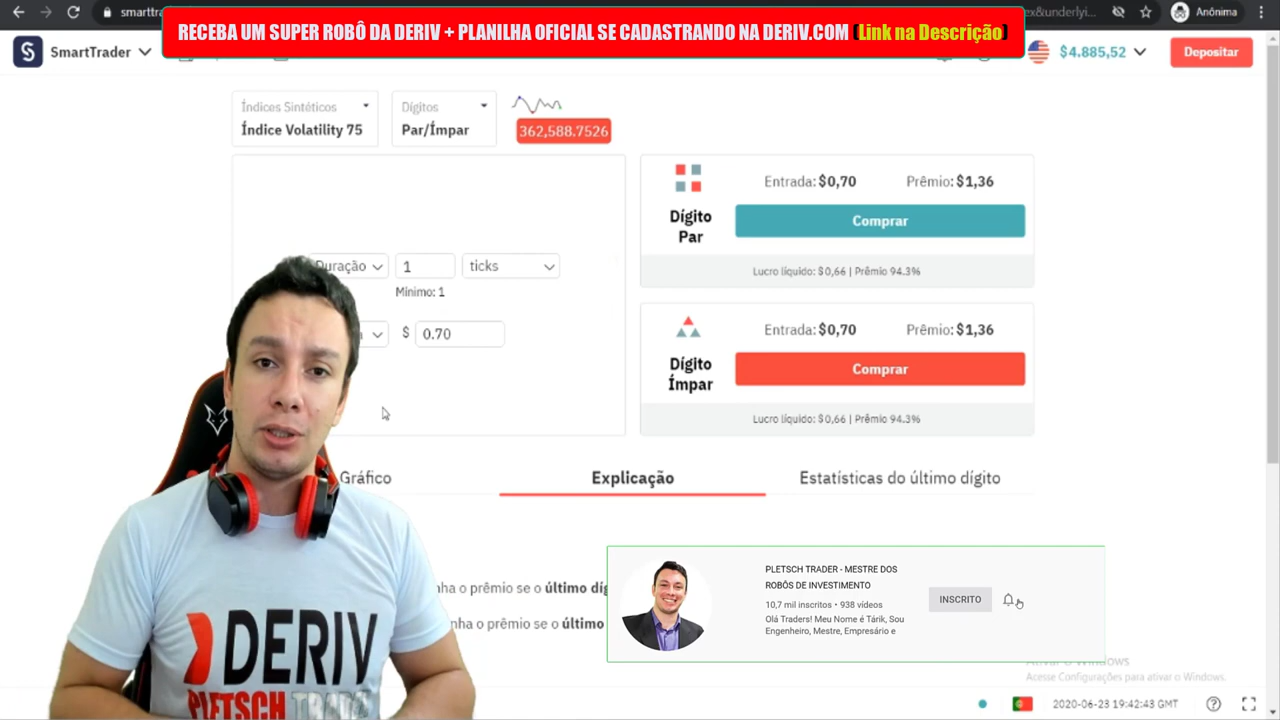 RECEBA UM SUPER ROBÔ DA DERIV + PLANILHA OFICIAL SE CADASTRANDO NA DERIV.COM (Link na Descrição)
smarttr
ex&underlyi
Anônima
S
SmartTrader
$4.885,52
Depositar
Índices Sintéticos
Índice Volatility 75
Dígitos
Par/Ímpar
362,588.7526
Duração
1
ticks
Mínimo: 1
$
0.70
Dígito
Par
Entrada: $0,70
Prêmio: $1,36
Comprar
Lucro líquido: $0,66 | Prêmio 94.3%
Dígito
Ímpar
Entrada: $0,70
Prêmio: $1,36
Comprar
Lucro líquido: $0,66 | Prêmio 94.3%
Gráfico
Explicação
Estatísticas do último dígito
nha o prêmio se o último díg
nha o prêmio se o último
PLETSCH TRADER - MESTRE DOS
ROBÔS DE INVESTIMENTO
10,7 mil inscritos • 938 vídeos
Olá Traders! Meu Nome é Tárik, Sou
Engenheiro, Mestre, Empresário e
INSCRITO
DERIV
PLETSCH TRADE
Ativar o Windows
Acesse Configurações para ativar o Windows.
2020-06-23 19:42:43 GMT